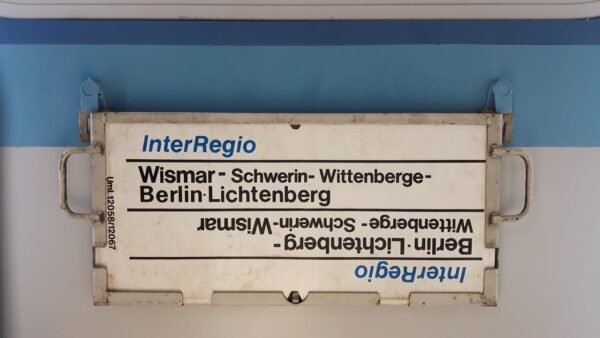 InterRegio
Wismar - Schwerin- Wittenberge-
Berlin-Lichtenberg
Berlin-Lichtenberg-
Wittenberge - Schwerin-Wismar
InterRegio
Uml. 12058/12067